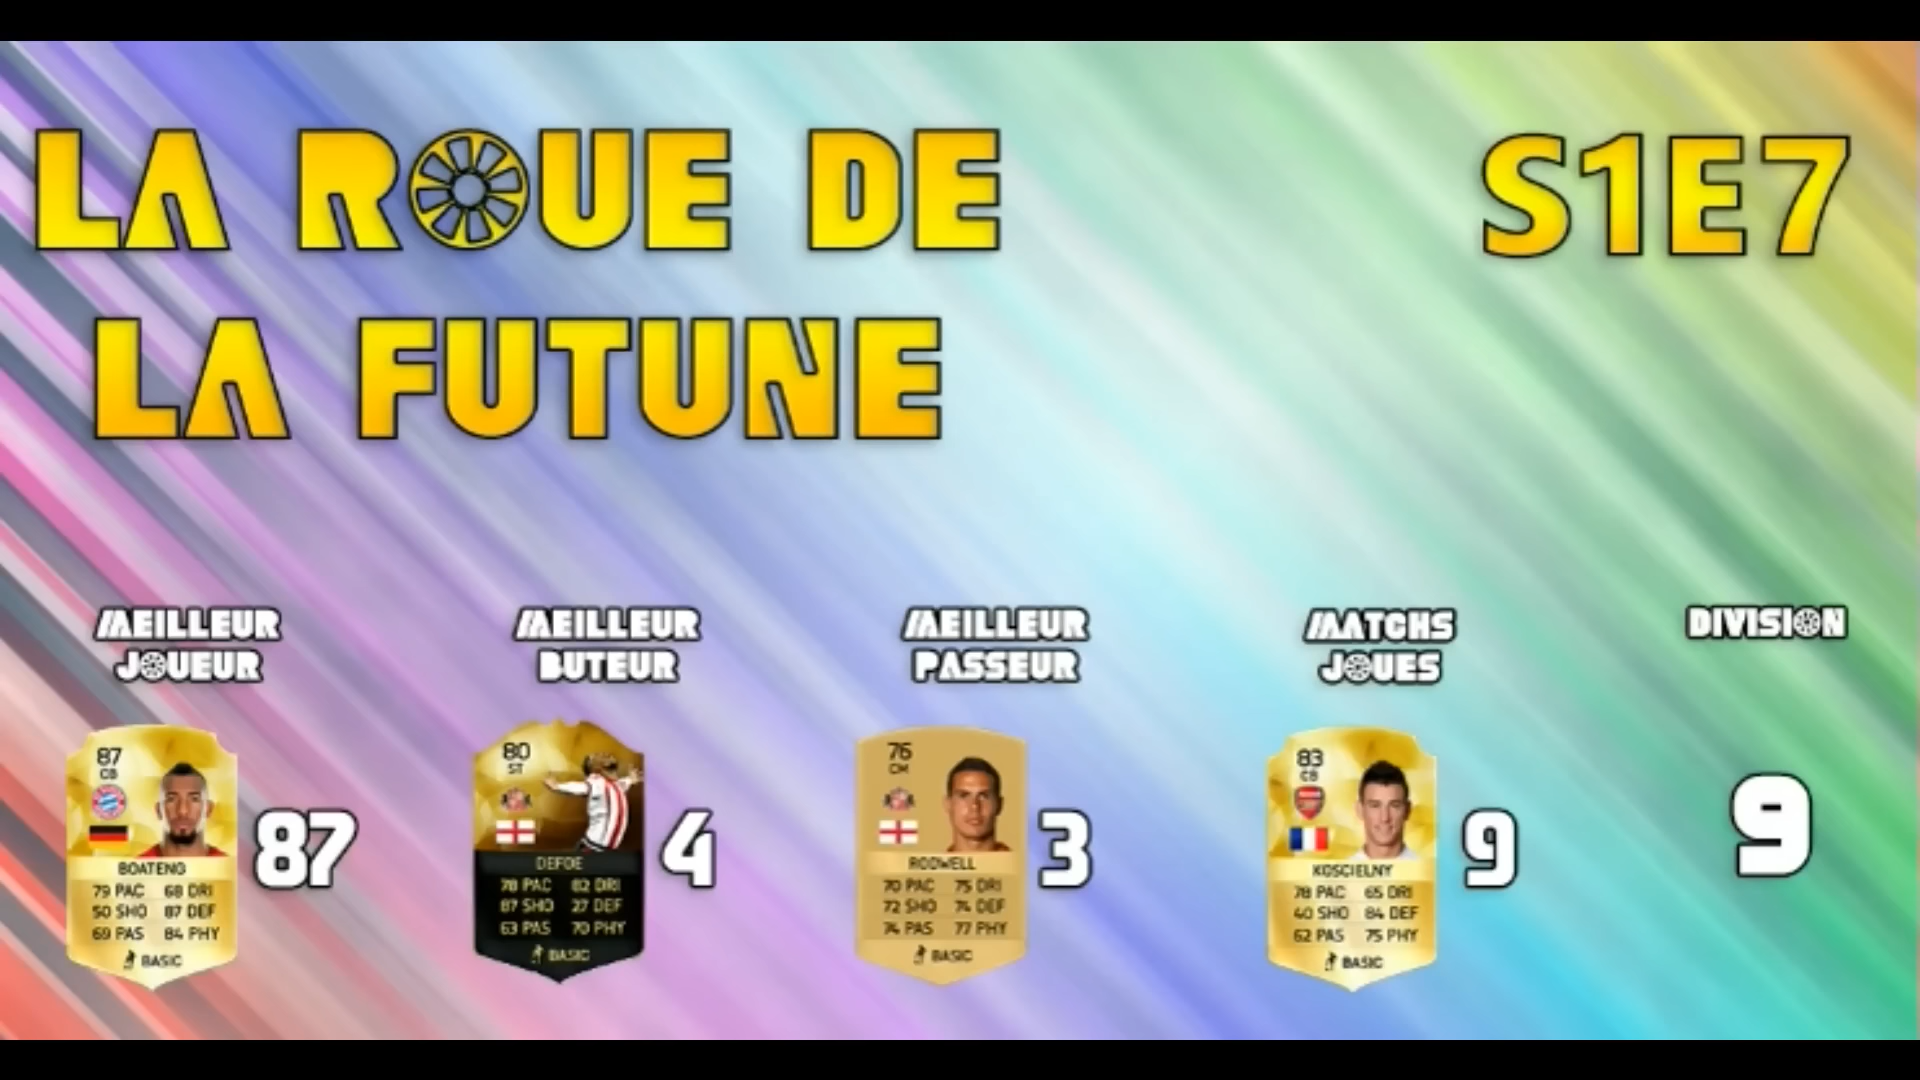 LA ROUE DE
LA FUTUNE
S1E7
MEILLEUR
JOUEUR
MEILLEUR
BUTEUR
MEILLEUR
PASSEUR
MATCHS
JOUES
DIVISION
87
CB
BOATENG
79 PAC 68 DRI
50 SHO 87 DEF
69 PAS 84 PHY
BASIC
87
80
ST
DEFOE
78 PAC 82 DRI
87 SHO 27 DEF
63 PAS 70 PHY
BASIC
4
76
CM
RODWELL
70 PAC 75 DRI
72 SHO 74 DEF
74 PAS 77 PHY
BASIC
3
83
CB
KOSCIELNY
78 PAC 65 DRI
40 SHO 84 DEF
62 PAS 75 PHY
BASIC
9
9